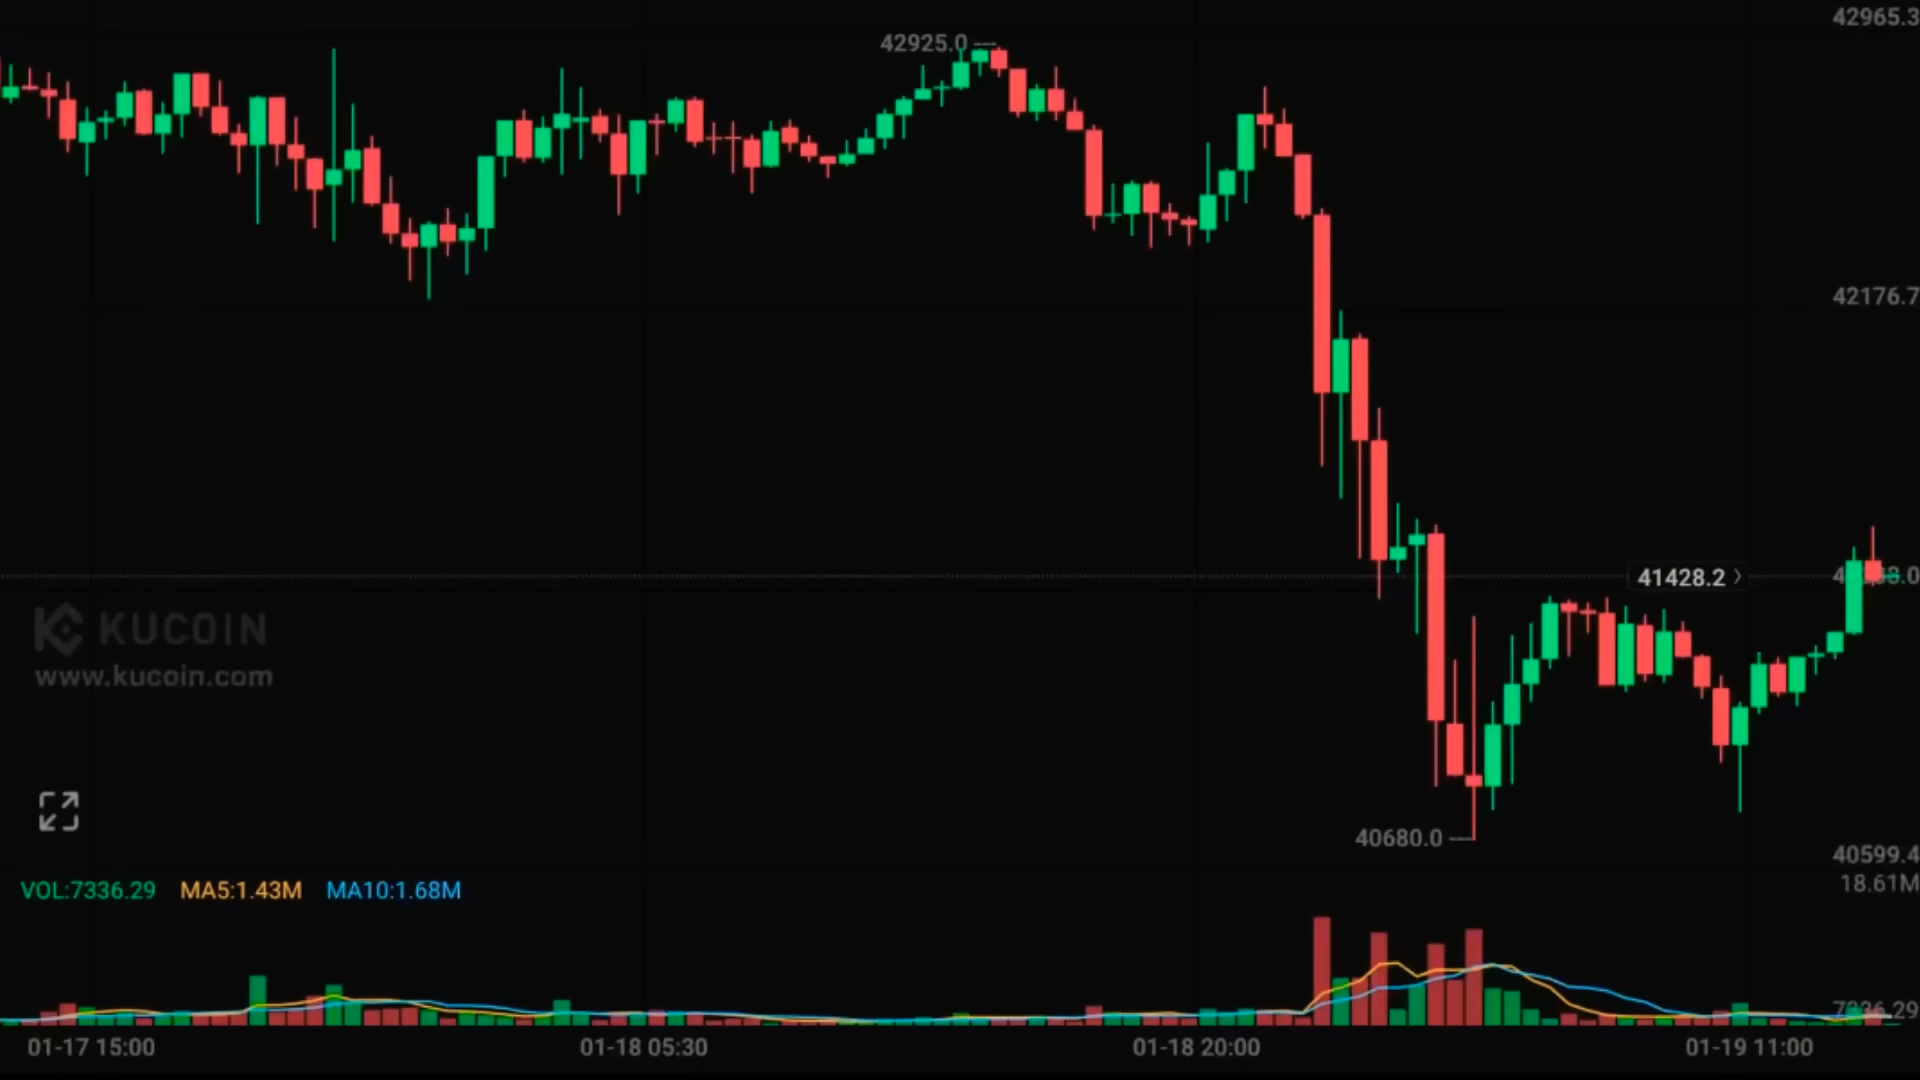 42965.3
42925.0
42176.7
41428.2
KUCOIN
www.kucoin.com
40680.0
40599.4
VOL:7336.29 MA5:1.43M MA10:1.68M
18.61M
7336.29
01-17 15:00 01-18 05:30 01-18 20:00 01-19 11:00